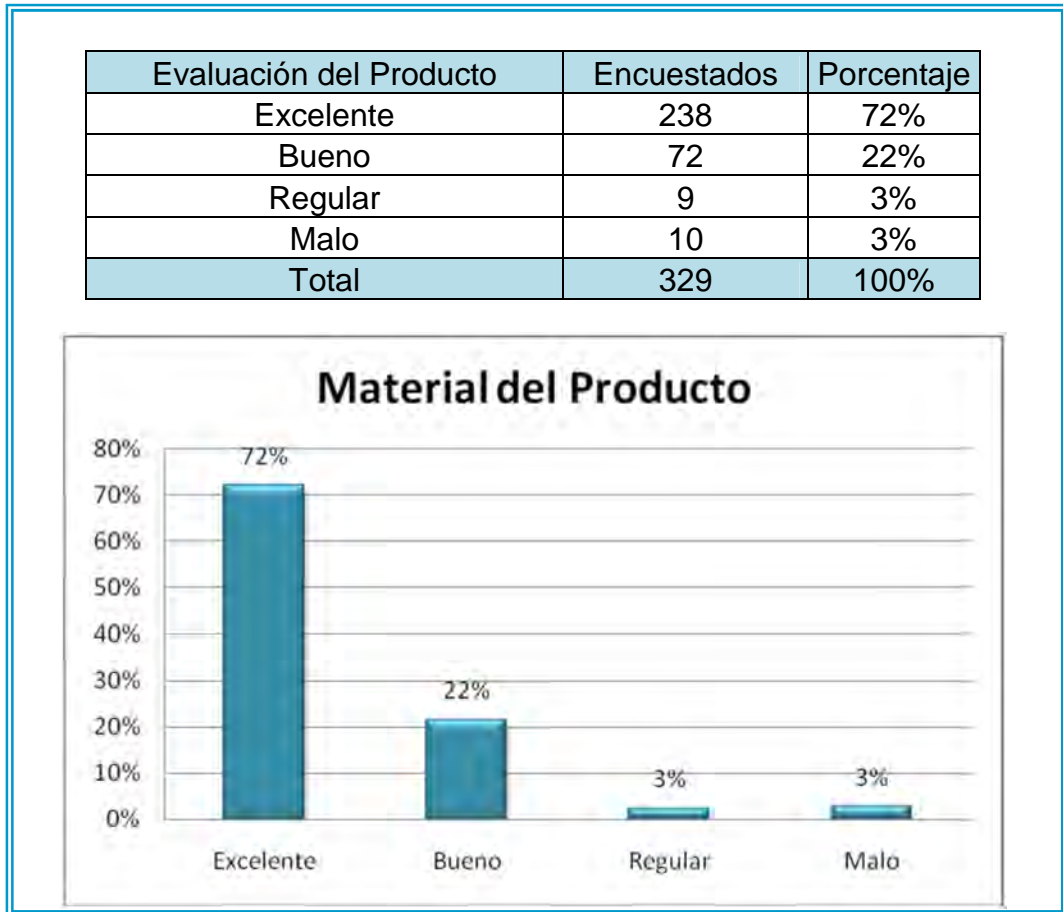 Evaluación del Producto Encuestados Porcentaje
Excelente 238 72%
Bueno 72 22%
Regular 9 3%
Malo 10 3%
Total 329 100%
Material del Producto
80%
70%
60%
50%
40%
30%
20%
10%
0%
72%
22%
3%
3%
Excelente Bueno Regular Malo